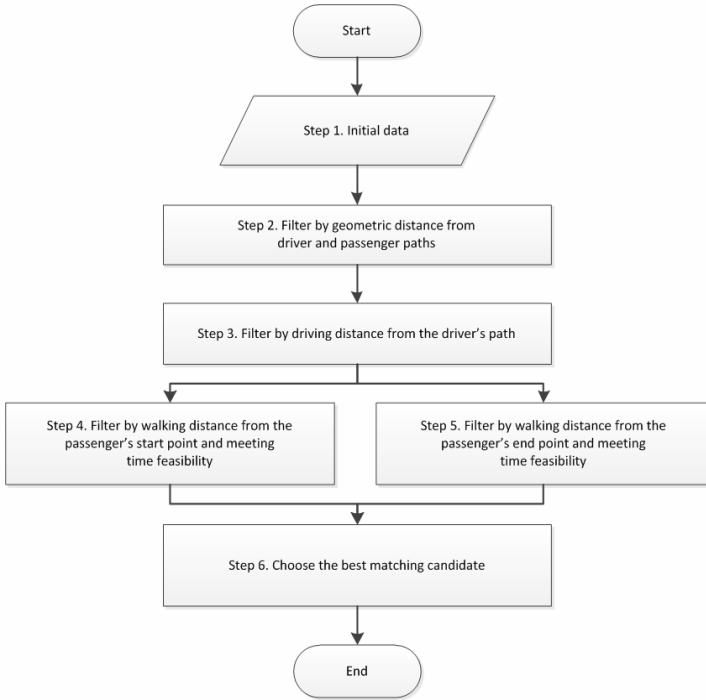 Start
Step 1. Initial data
Step 2. Filter by geometric distance from
driver and passenger paths
Step 3. Filter by driving distance from the driver’s path
Step 4. Filter by walking distance from the
passenger’s start point and meeting
time feasibility
Step 5. Filter by walking distance from the
passenger’s end point and meeting
time feasibility
Step 6. Choose the best matching candidate
End